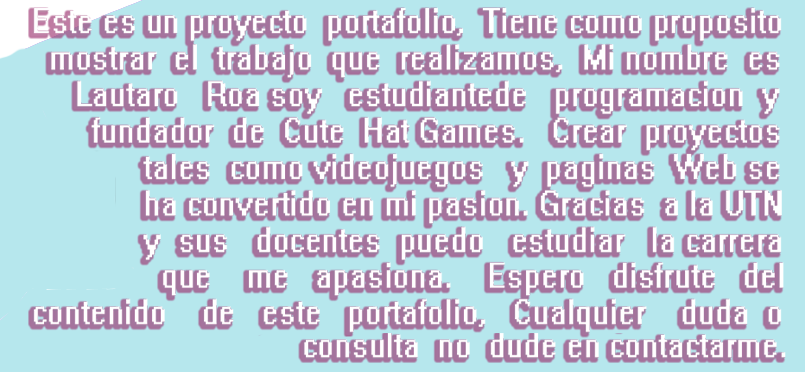 Este es un proyecto portafolio, Tiene como proposito
mostrar el trabajo que realizamos, Mi nombre es
Lautaro Roa soy estudiantede programacion y
fundador de Cute Hat Games. Crear proyectos
tales como videojuegos y paginas Web se
ha convertido en mi pasion. Gracias a la UTN
y sus docentes puedo estudiar la carrera
que me apasiona. Espero disfrute del
contenido de este portafolio, Cualquier duda o
consulta no dude en contactarme.